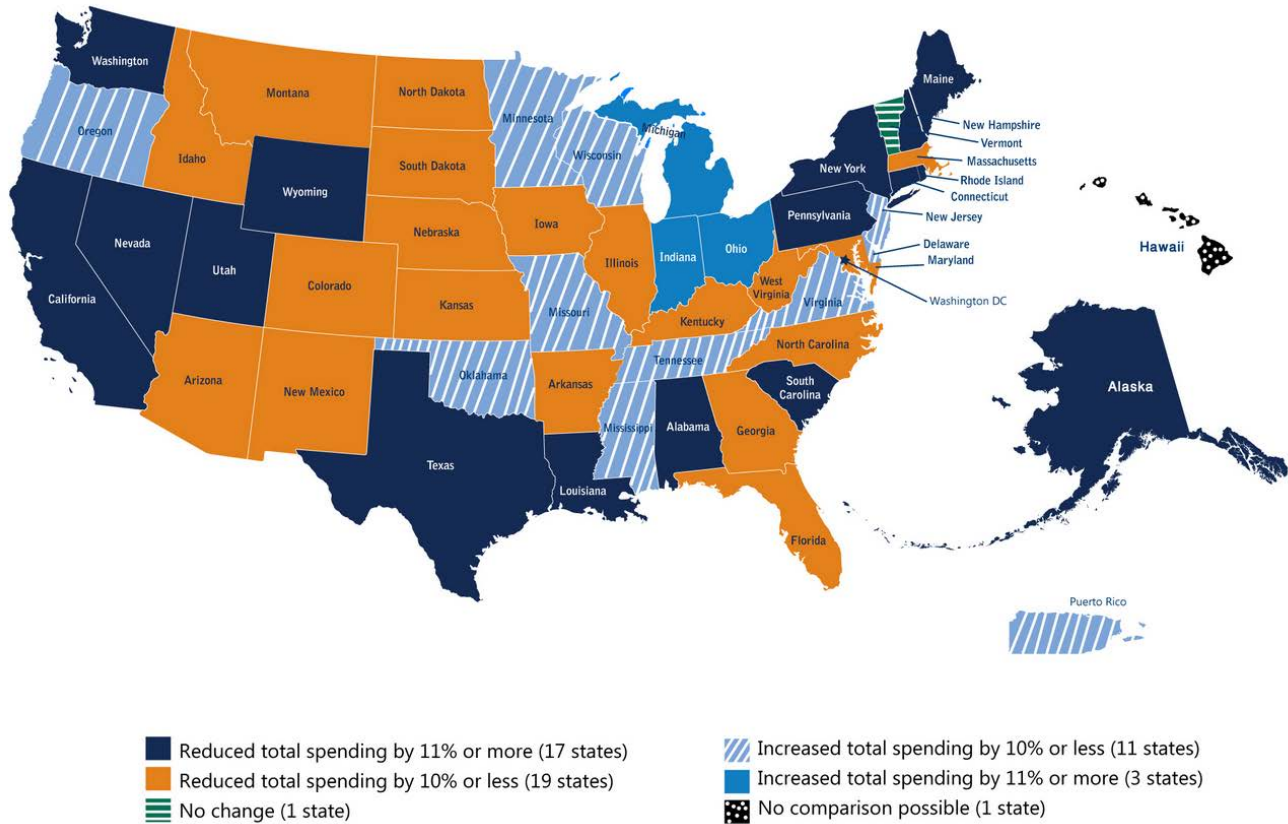 Washington
Maine
Montana
North Dakota
Minnesota
Michigan
New Hampshire
Oregon
Vermont
Idaho
Wisconsin
South Dakota
New York
Massachusetts
Wyoming
Rhode Island
Connecticut
Pennsylvania
New Jersey
Iowa
Nebraska
Nevada
Delaware
Hawaii
Utah
Illinois
Indiana
Ohio
Maryland
California
Colorado
West
Virginia
Virginia
Washington DC
Kansas
Missouri
Kentucky
North Carolina
Tennessee
Arizona
Oklahoma
Arkansas
South
Carolina
Alaska
New Mexico
Mississippi
Alabama
Georgia
Texas
Louisiana
Florida
Puerto Rico
Reduced total spending by 11% or more (17 states)
Reduced total spending by 10% or less (19 states)
No change (1 state)
Increased total spending by 10% or less (11 states)
Increased total spending by 11% or more (3 states)
No comparison possible (1 state)